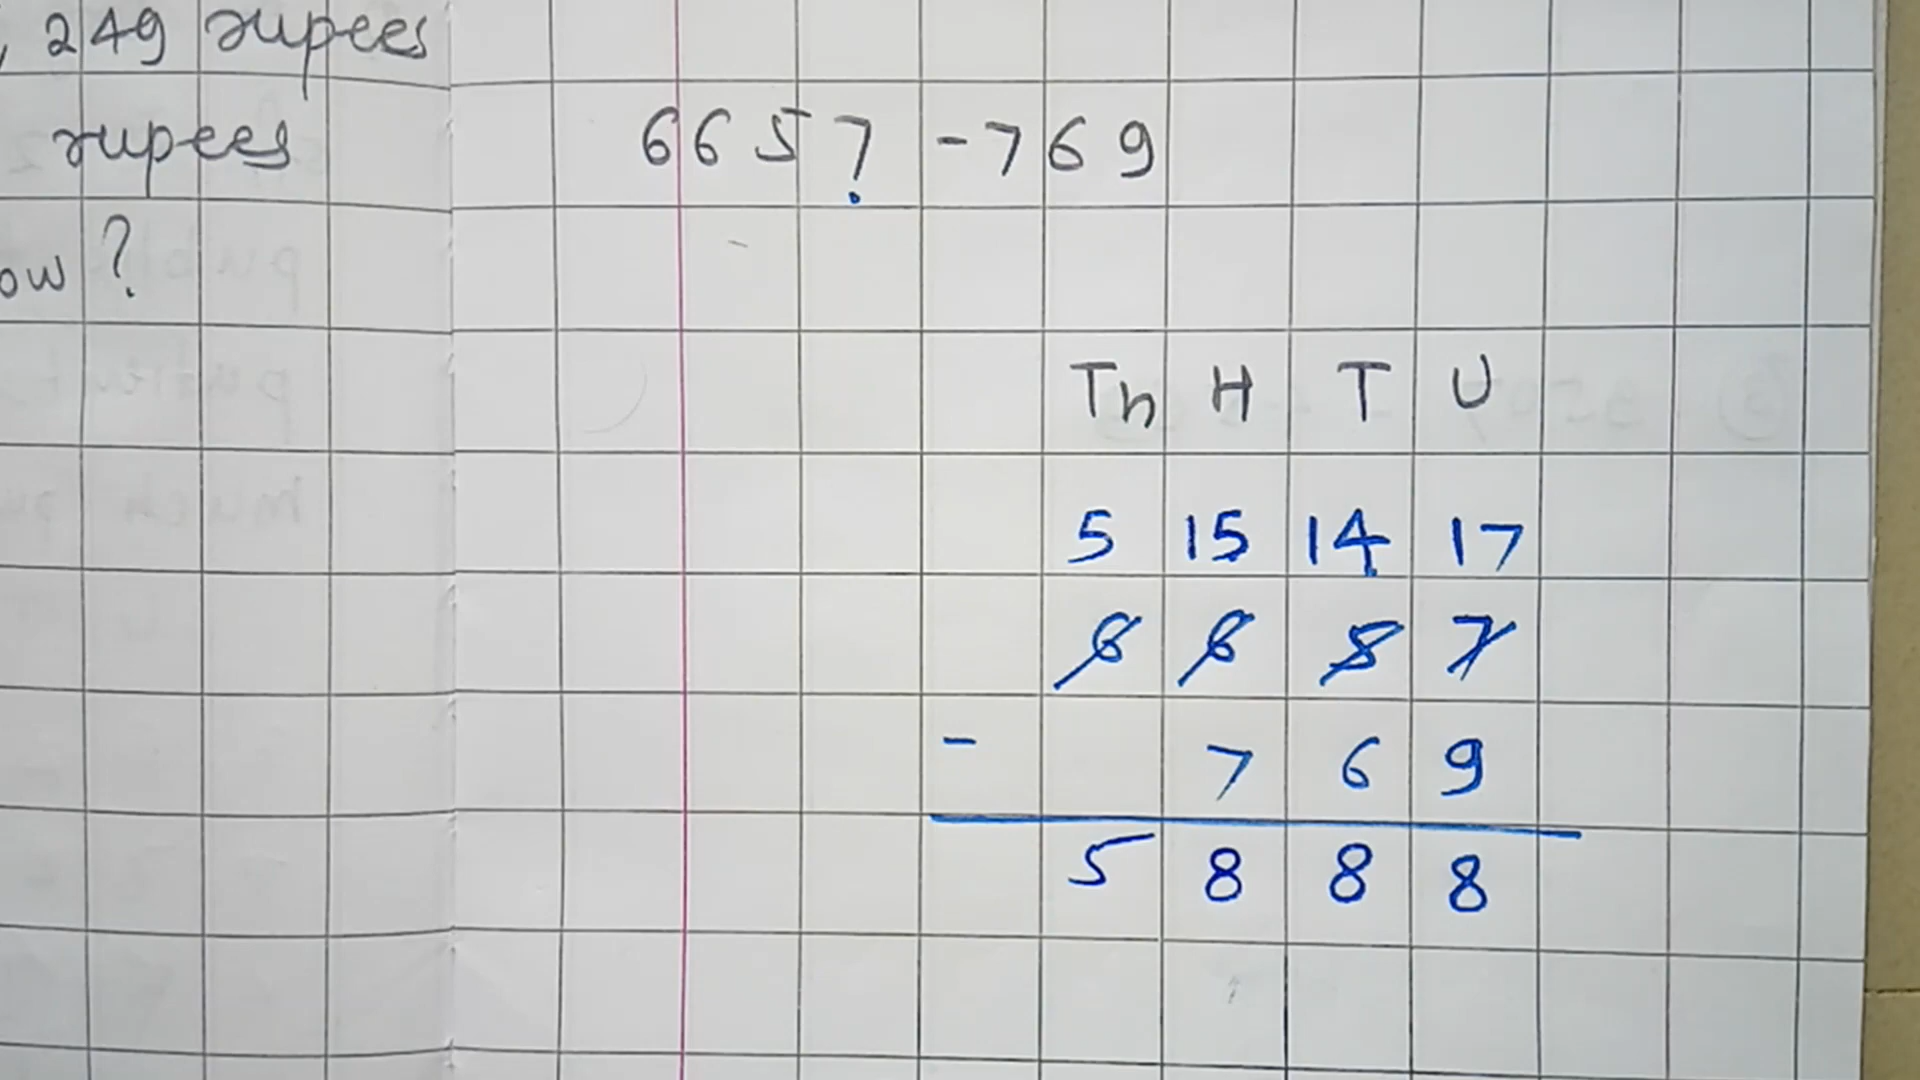 , 249 rupees
rupees
ow ?
6657 - 769
Th H T U
5 15 14 17
6 6 5 7
- 7 6 9
5 8 8 8